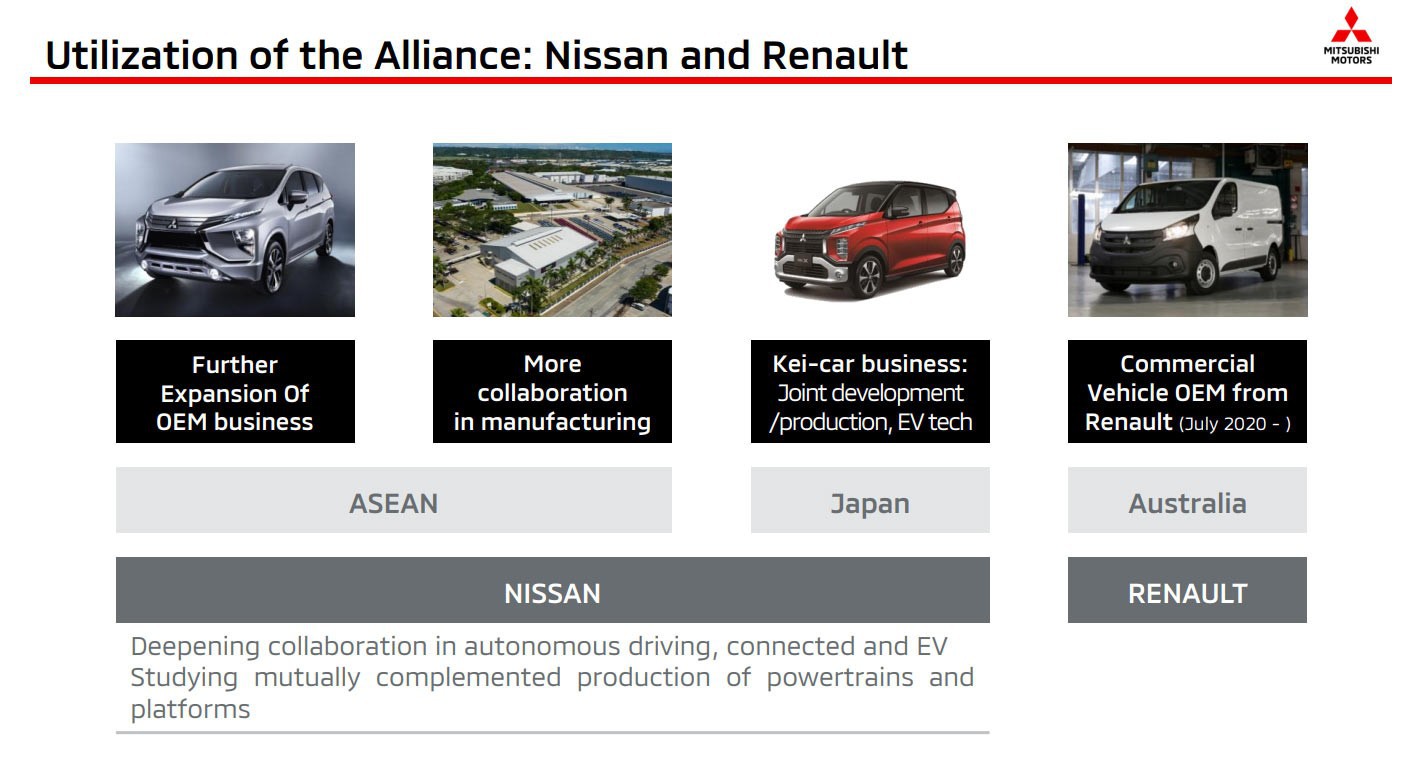 Utilization of the Alliance: Nissan and Renault
MITSUBISHI
MOTORS
Further
Expansion Of
OEM business
More
collaboration
in manufacturing
Kei-car business:
Joint development
/production, EV tech
Commercial
Vehicle OEM from
Renault (July 2020 - )
ASEAN
Japan
Australia
NISSAN
RENAULT
Deepening collaboration in autonomous driving, connected and EV
Studying mutually complemented production of powertrains and
platforms